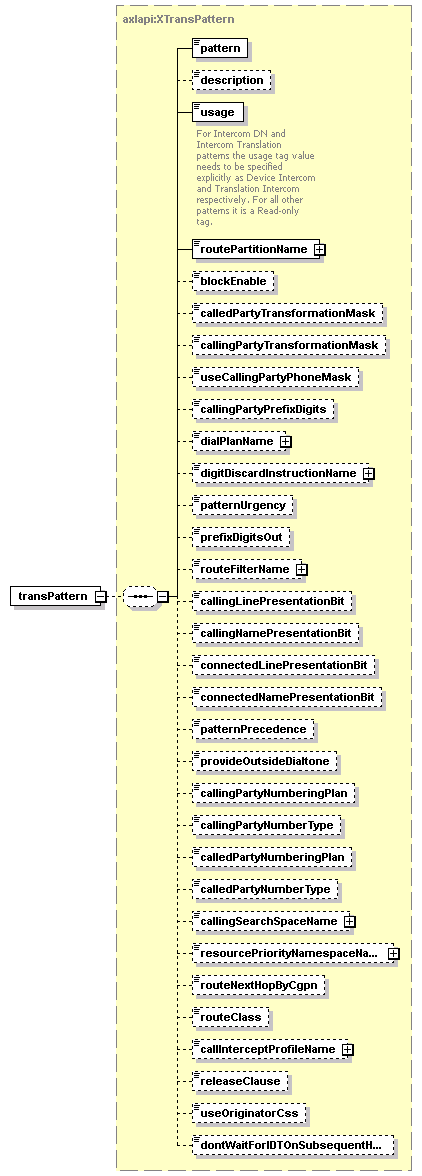 axlapi:XTransPattern
pattern
description
usage
For Intercom DN and
Intercom Translation
patterns the usage tag value
needs to be specified
explicitly as Device Intercom
and Translation Intercom
respectively. For all other
patterns it is a Read-only
tag.
routePartitionName
blockEnable
calledPartyTransformationMask
callingPartyTransformationMask
useCallingPartyPhoneMask
callingPartyPrefixDigits
dialPlanName
digitDiscardInstructionName
patternUrgency
prefixDigitsOut
routeFilterName
transPattern
callingLinePresentationBit
callingNamePresentationBit
connectedLinePresentationBit
connectedNamePresentationBit
patternPrecedence
provideOutsideDialtone
callingPartyNumberingPlan
callingPartyNumberType
calledPartyNumberingPlan
calledPartyNumberType
callingSearchSpaceName
resourcePriorityNamespaceNa...
routeNextHopByCgpn
routeClass
callInterceptProfileName
releaseClause
useOriginatorCss
dontWaitForIDTOnSubsequentH...